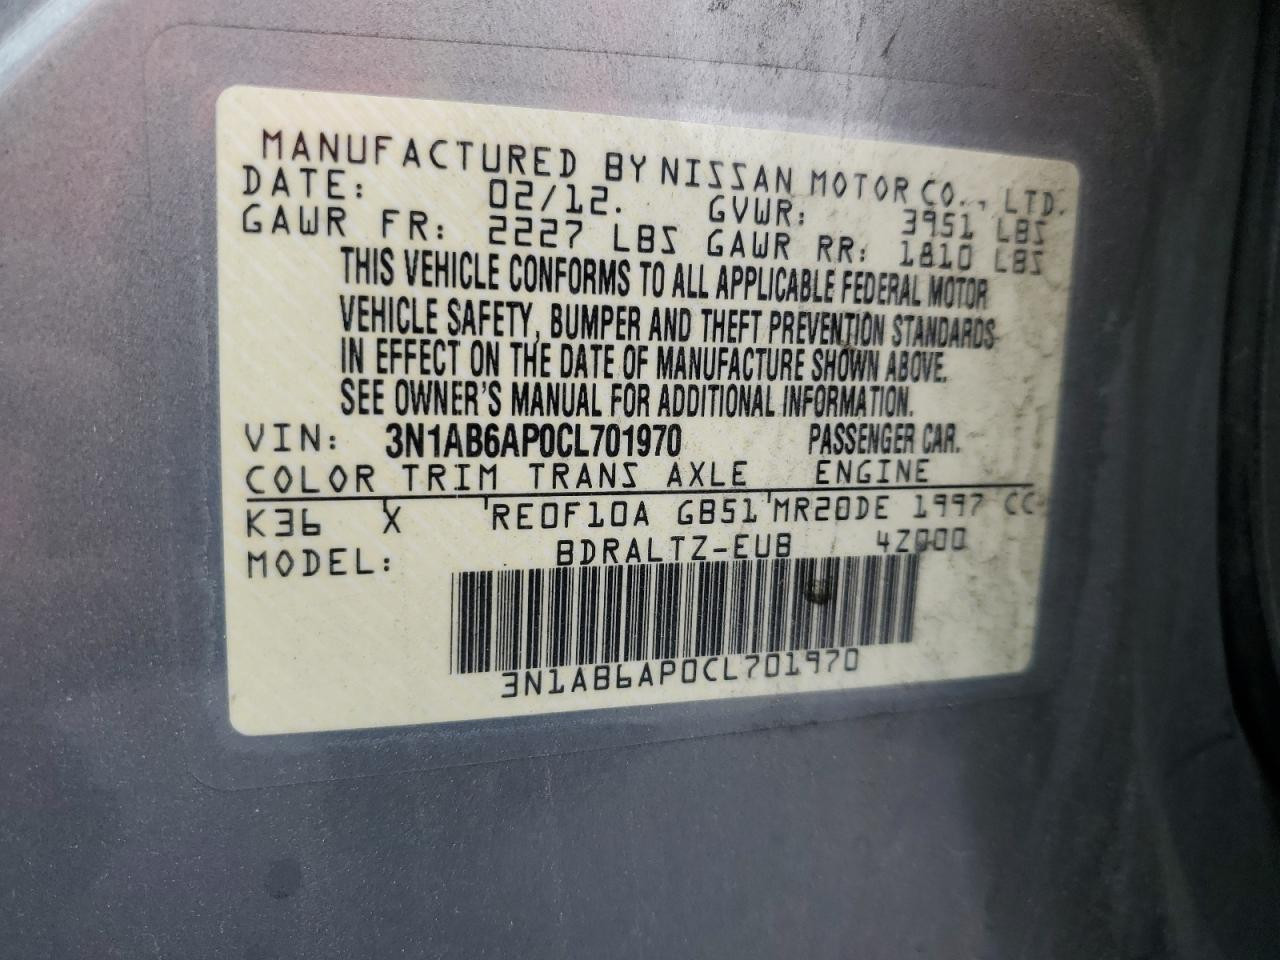 MANUFACTURED BY NISSAN MOTOR CO., LTD.
DATE: 02/12. GVWR: 3951 LBS
GAWR FR: 2227 LBS GAWR RR: 1810 LBS
THIS VEHICLE CONFORMS TO ALL APPLICABLE FEDERAL MOTOR
VEHICLE SAFETY, BUMPER AND THEFT PREVENTION STANDARDS
IN EFFECT ON THE DATE OF MANUFACTURE SHOWN ABOVE.
SEE OWNER'S MANUAL FOR ADDITIONAL INFORMATION.
VIN: 3N1AB6AP0CL701970 PASSENGER CAR.
COLOR TRIM TRANS AXLE ENGINE
K36 X RE0F10A GB51 MR20DE 1997 CC
MODEL: BDRALTZ-EUB 4Z000
3N1AB6AP0CL701970